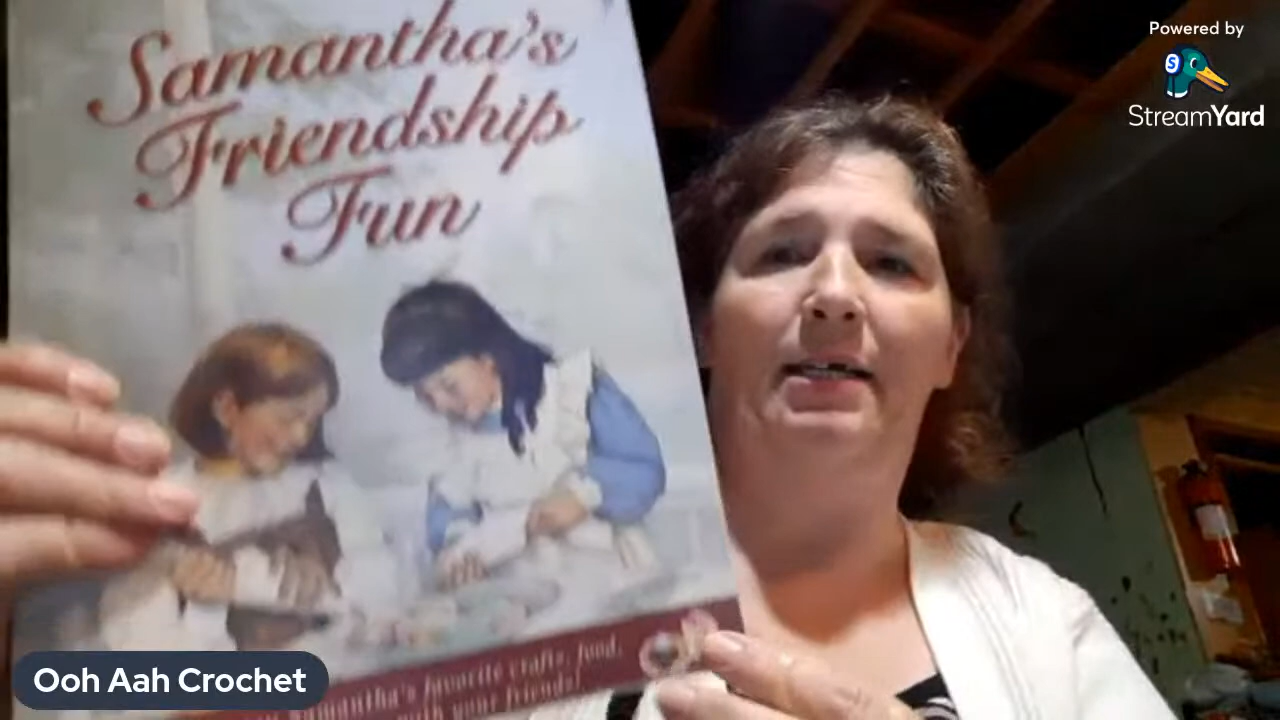 Samantha's
Friendship
Fun
Samantha's favorite crafts, food,
with your friends!
Powered by
StreamYard
Ooh Aah Crochet